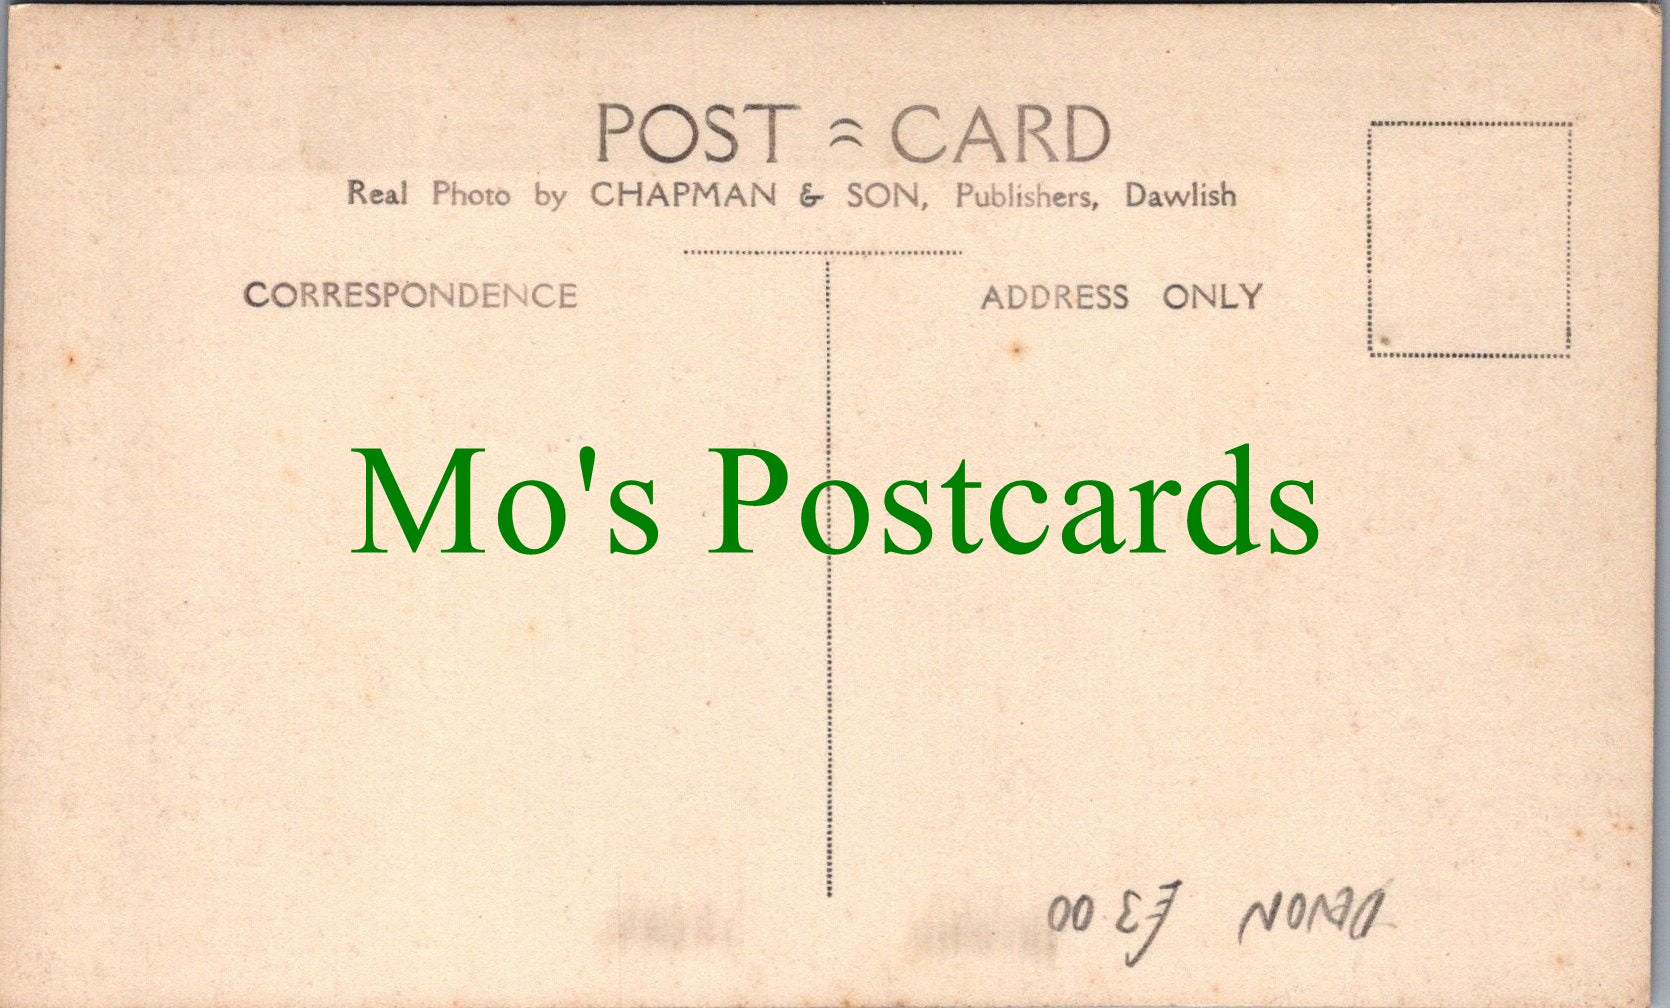 POST CARD
Real Photo by CHAPMAN & SON, Publishers, Dawlish
CORRESPONDENCE
ADDRESS ONLY
Mo's Postcards
DEVON £3 00